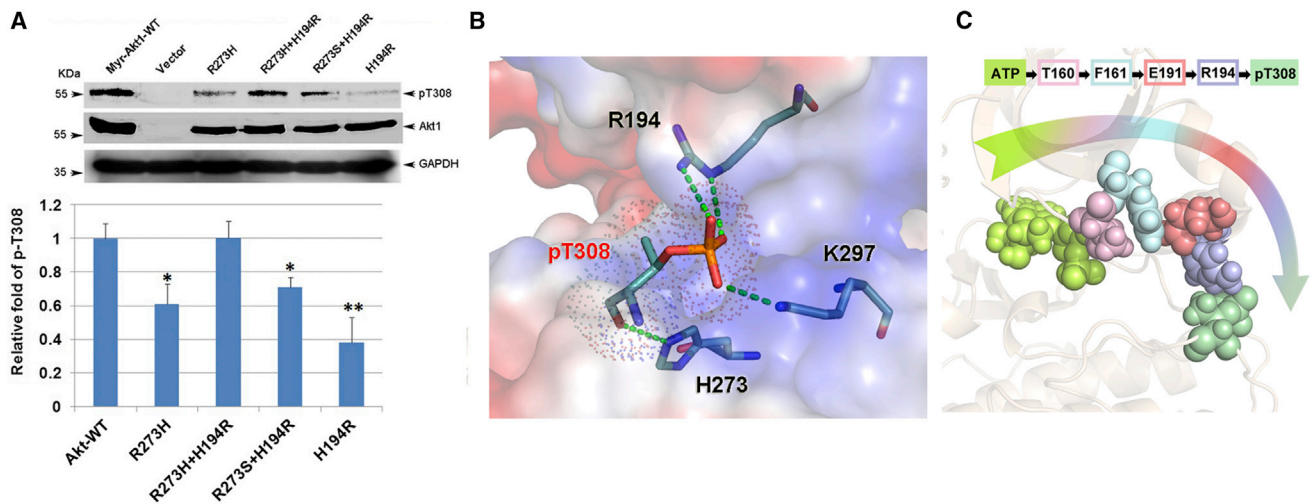 A
Myr-Akt1-WT
Vector
R273H
R273H+H194R
R273S+H194R
H194R
KDa
55
pT308
55
Akt1
35
GAPDH
Relative fold of p-T308
1.2
1
0.8
0.6
0.4
0.2
0
*
*
**
Akt-WT
R273H
R273H+H194R
R273S+H194R
H194R
B
R194
pT308
K297
H273
C
ATP T160 F161 E191 R194 pT308